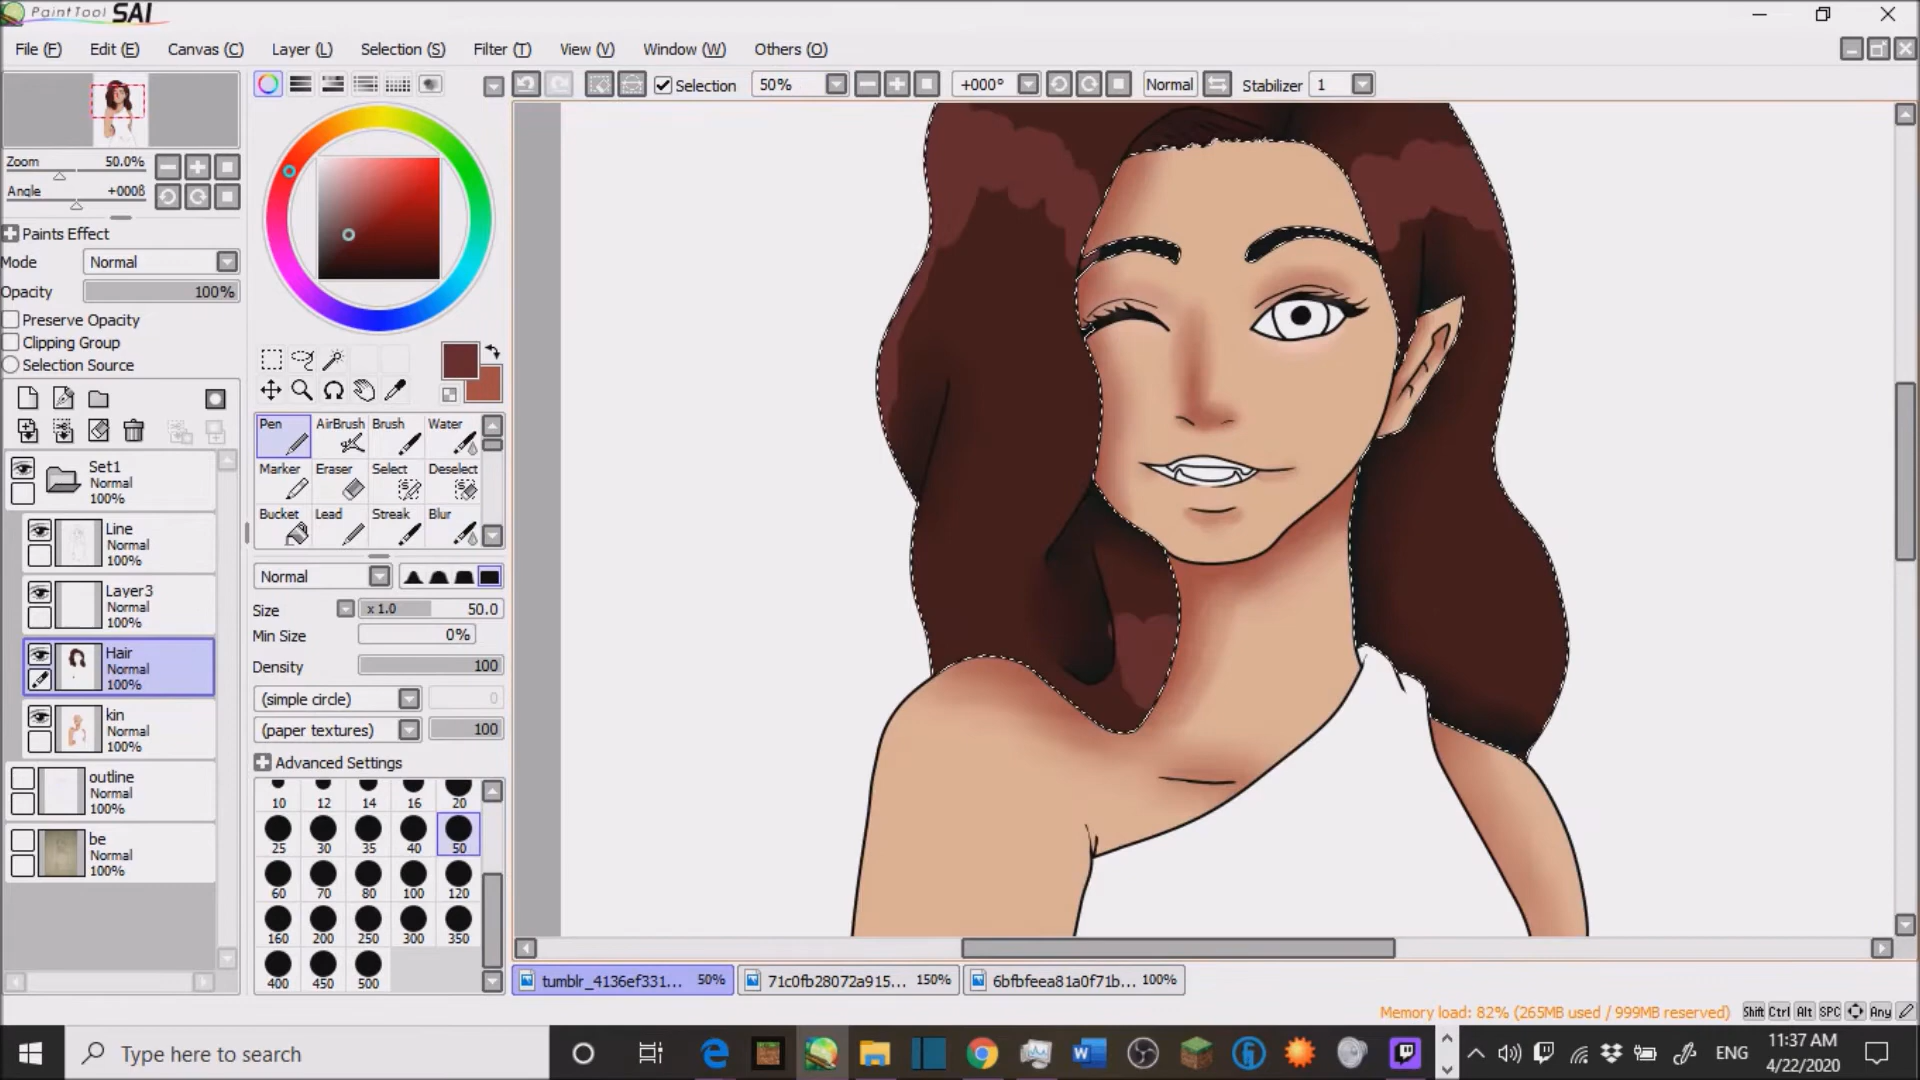 PaintTool SAI
File (F) Edit (E) Canvas (C) Layer (L) Selection (S) Filter (T) View (V) Window (W) Others (O)
Selection 50% +000° Normal Stabilizer 1
Zoom 50.0%
Angle +000
Paints Effect
Mode Normal
Opacity 100%
Preserve Opacity
Clipping Group
Selection Source
Set1
Normal
100%
Line
Normal
100%
Layer3
Normal
100%
Hair
Normal
100%
kin
Normal
100%
outline
Normal
100%
be
Normal
100%
Pen AirBrush Brush Water
Marker Eraser Select Deselect
Bucket Lead Streak Blur
Normal
Size x 1.0 50.0
Min Size 0%
Density 100
(simple circle) 0
(paper textures) 100
Advanced Settings
10 12 14 16 20
25 30 35 40 50
60 70 80 100 120
160 200 250 300 350
400 450 500
tumblr_4136ef331... 50% 71c0fb28072a915... 150% 6bfbfeea81a0f71b... 100%
Memory load: 82% (265MB used / 999MB reserved) Shift Ctrl Alt SPC Any
Type here to search
ENG
11:37 AM
4/22/2020